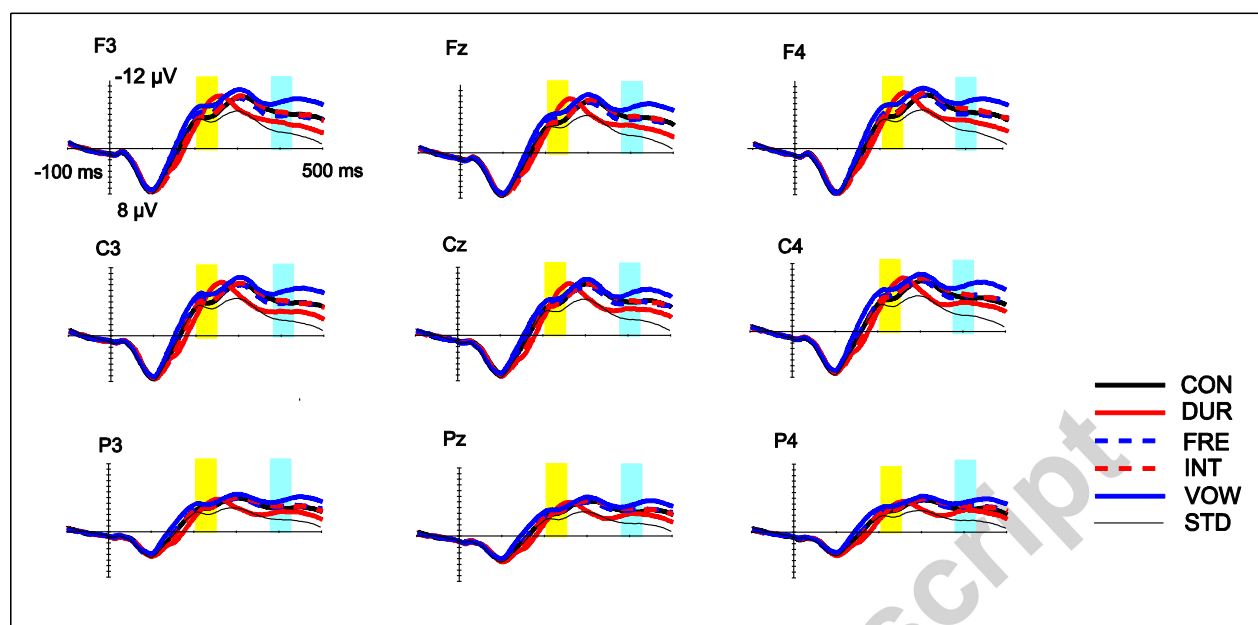 F3
Fz
F4
-12 µV
-100 ms
500 ms
8 µV
C3
Cz
C4
P3
Pz
P4
CON
DUR
FRE
INT
VOW
STD
script